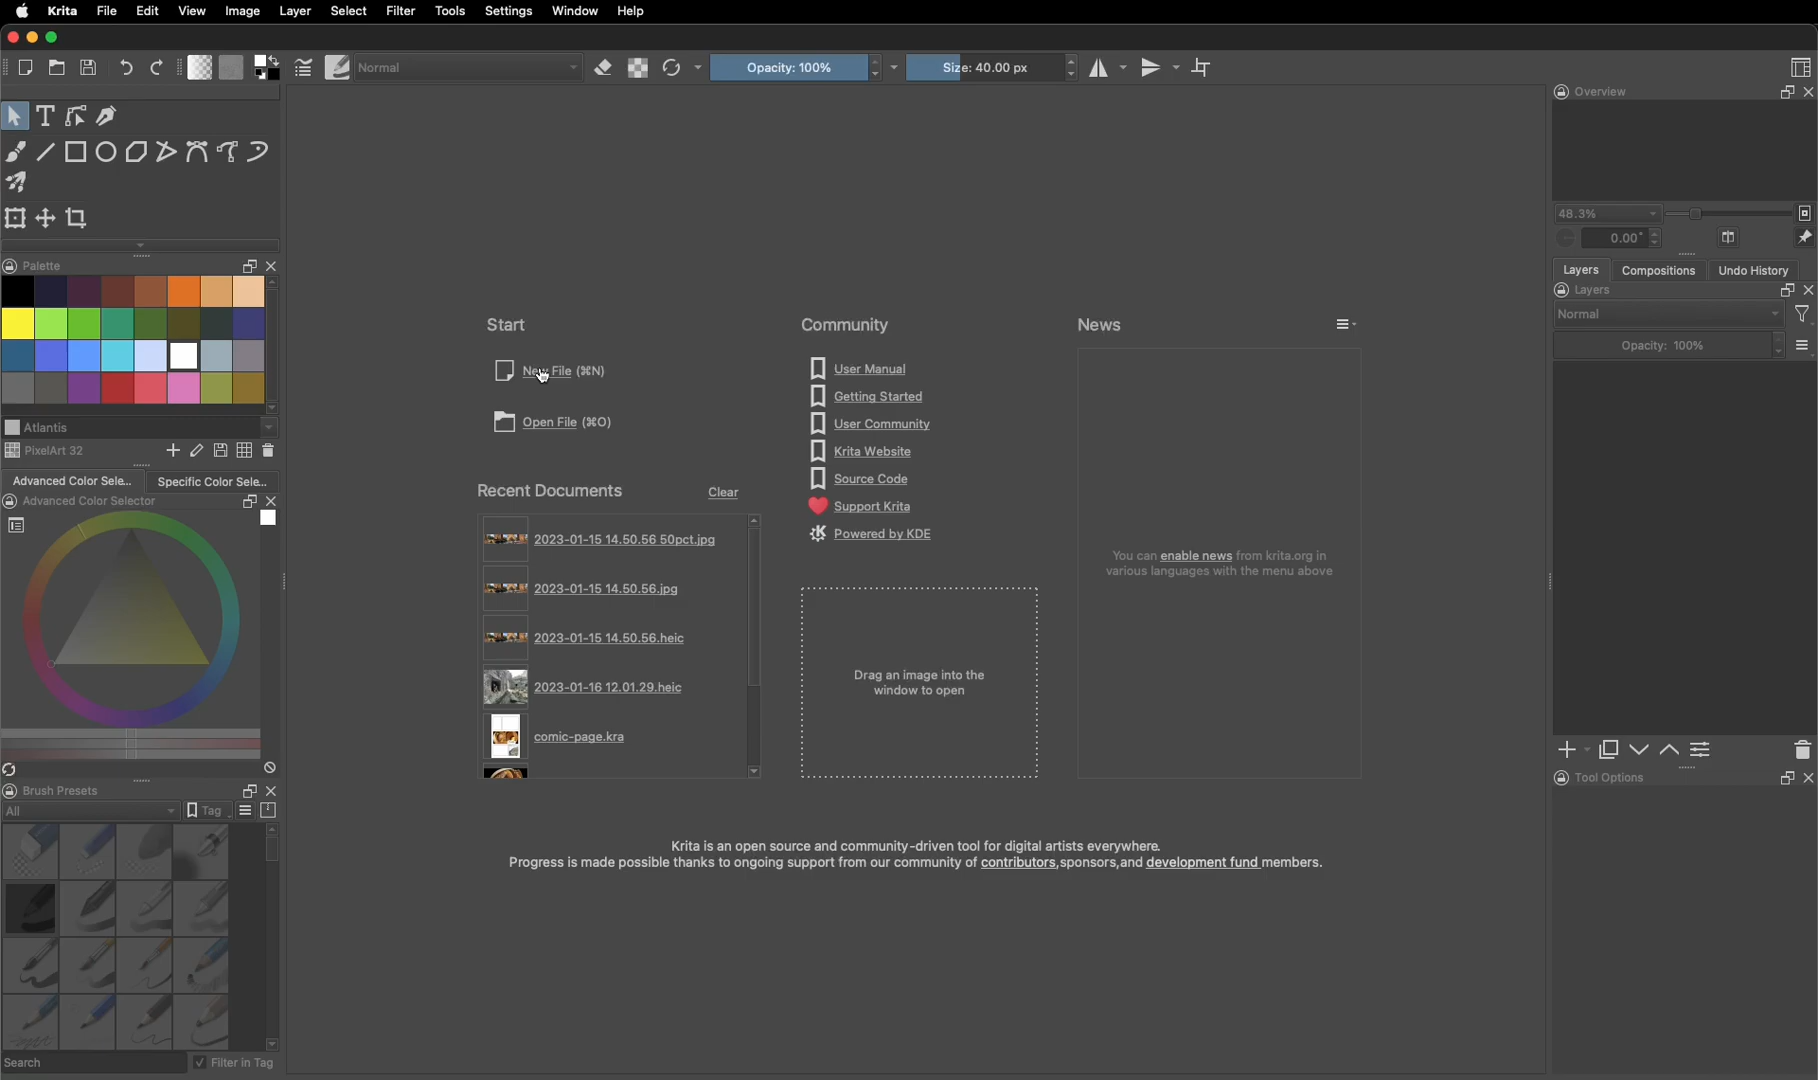 Krita File Edit View Image Layer Select Filter Tools Settings Window Help
Normal
Opacity: 100%
Size: 40.00 px
Overview
48.3%
0.00°
Palette
Atlantis
PixelArt 32
Advanced Color Sele...
Specific Color Sele...
Advanced Color Selector
Brush Presets
All
Tag
Search
Filter in Tag
Start
New File (⌘N)
Open File (⌘O)
Recent Documents
Clear
2023-01-15 14.50.56 50pct.jpg
2023-01-15 14.50.56.jpg
2023-01-15 14.50.56.heic
2023-01-16 12.01.29.heic
comic-page.kra
Community
User Manual
Getting Started
User Community
Krita Website
Source Code
Support Krita
Powered by KDE
Drag an image into the
window to open
News
You can enable news from krita.org in
various languages with the menu above
Krita is an open source and community-driven tool for digital artists everywhere.
Progress is made possible thanks to ongoing support from our community of contributors,sponsors,and development fund members.
Layers
Compositions
Undo History
Layers
Normal
Opacity: 100%
Tool Options